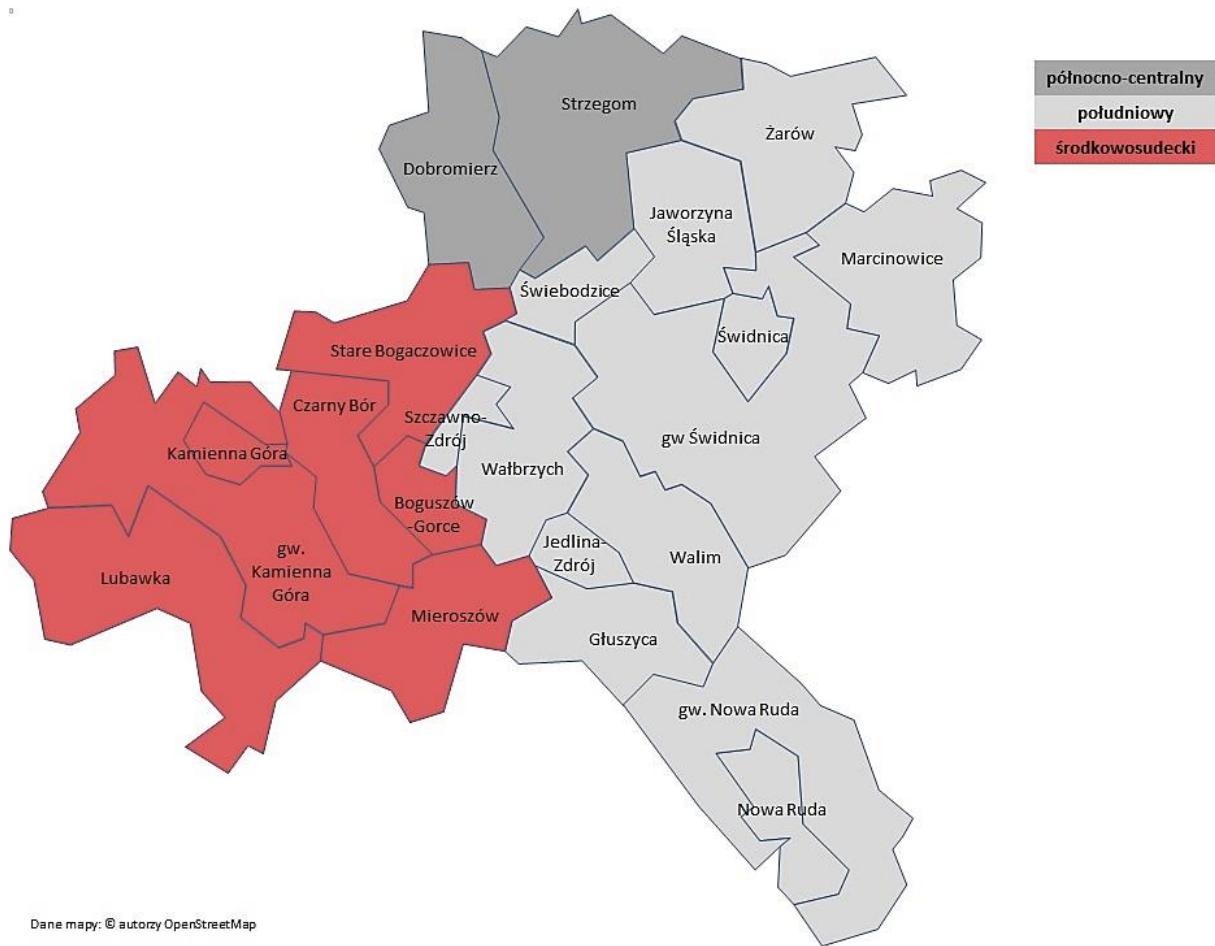 północno-centralny
południowy
środkowosudecki
Strzegom
Żarów
Dobromierz
Jaworzyna
Śląska
Marcinowice
Świebodzice
Świdnica
Stare Bogaczowice
Czarny Bór
Szczawno-
Zdrój
gw Świdnica
Kamienna Góra
Wałbrzych
Boguszów
-Gorce
Jedlina-
Zdrój
Walim
gw.
Kamienna
Góra
Lubawka
Mieroszów
Głuszyca
gw. Nowa Ruda
Nowa Ruda
Dane mapy: © autorzy OpenStreetMap